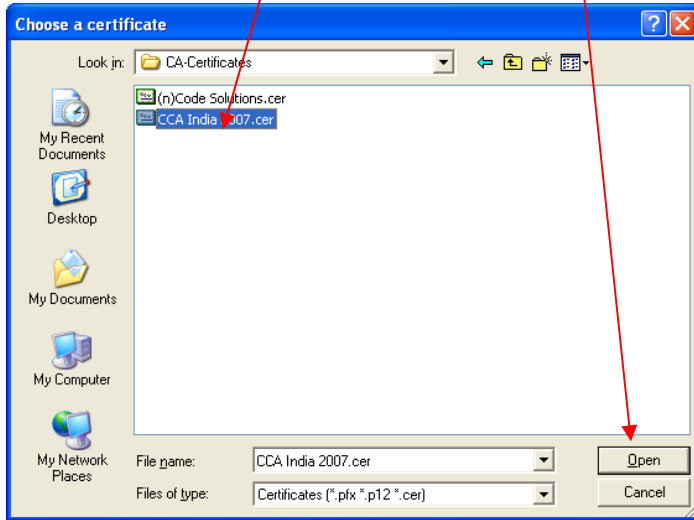 Choose a certificate
Look in: CA-Certificates
(n)Code Solutions.cer
CCA India 2007.cer
My Recent
Documents
Desktop
My Documents
My Computer
My Network
Places
File name: CCA India 2007.cer Open
Files of type: Certificates (*.pfx *.p12 *.cer) Cancel